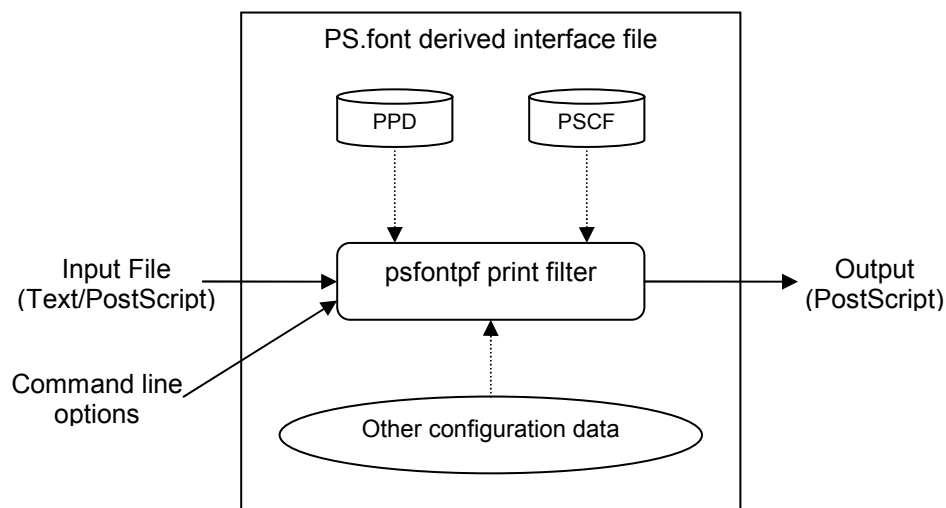 PS.font derived interface file
PPD
PSCF
Input File
(Text/PostScript)
psfontpf print filter
Output
(PostScript)
Command line
options
Other configuration data